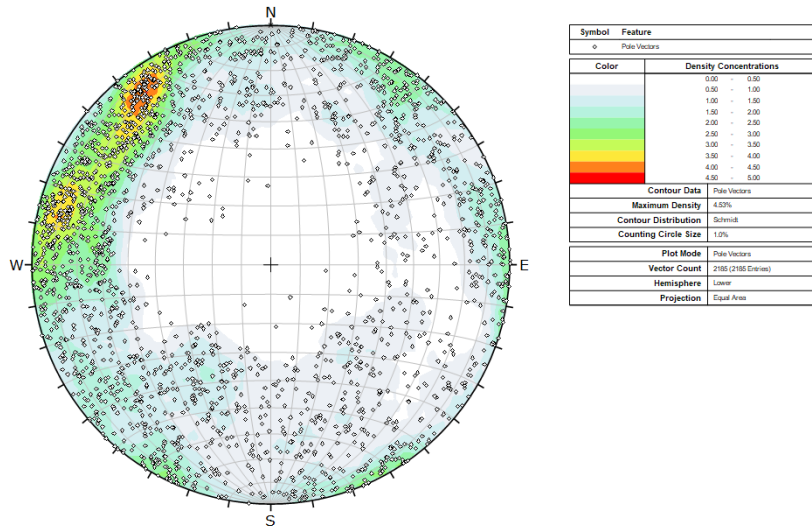 N
W
E
S
Symbol Feature
Pole Vectors
Color Density Concentrations
0.00 - 0.50
0.50 - 1.00
1.00 - 1.50
1.50 - 2.00
2.00 - 2.50
2.50 - 3.00
3.00 - 3.50
3.50 - 4.00
4.00 - 4.50
4.50 - 5.00
Contour Data Pole Vectors
Maximum Density 4.53%
Contour Distribution Schmidt
Counting Circle Size 1.0%
Plot Mode Pole Vectors
Vector Count 2185 (2185 Entries)
Hemisphere Lower
Projection Equal Area